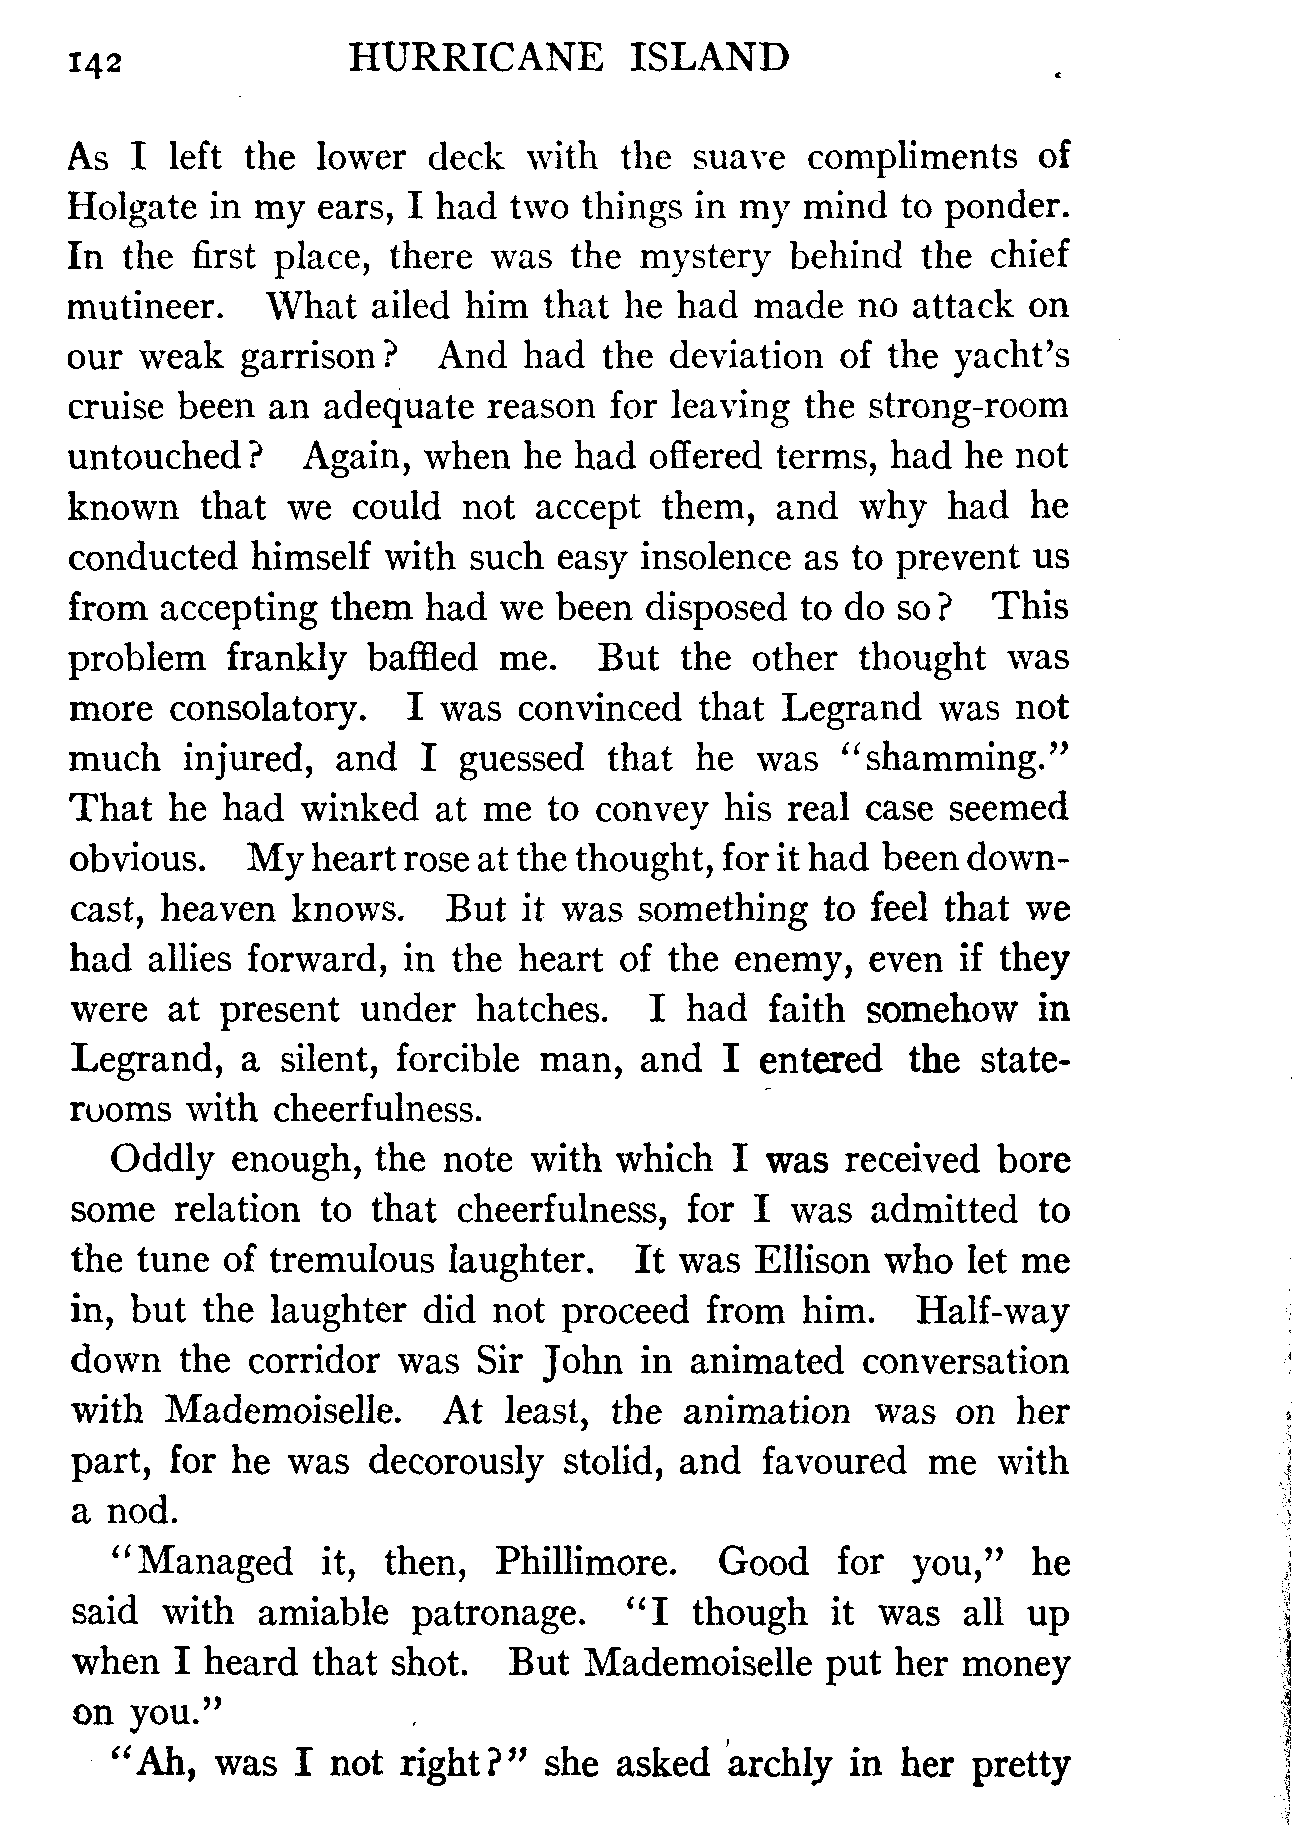 142 HURRICANE ISLAND
As I left the lower deck with the suave compliments of
Holgate in my ears, I had two things in my mind to ponder.
In the first place, there was the mystery behind the chief
mutineer. What ailed him that he had made no attack on
our weak garrison? And had the deviation of the yacht's
cruise been an adequate reason for leaving the strong-room
untouched? Again, when he had offered terms, had he not
known that we could not accept them, and why had he
conducted himself with such easy insolence as to prevent us
from accepting them had we been disposed to do so? This
problem frankly baffled me. But the other thought was
more consolatory. I was convinced that Legrand was not
much injured, and I guessed that he was "shamming."
That he had winked at me to convey his real case seemed
obvious. My heart rose at the thought, for it had been down-
cast, heaven knows. But it was something to feel that we
had allies forward, in the heart of the enemy, even if they
were at present under hatches. I had faith somehow in
Legrand, a silent, forcible man, and I entered the state-
rooms with cheerfulness.
Oddly enough, the note with which I was received bore
some relation to that cheerfulness, for I was admitted to
the tune of tremulous laughter. It was Ellison who let me
in, but the laughter did not proceed from him. Half-way
down the corridor was Sir John in animated conversation
with Mademoiselle. At least, the animation was on her
part, for he was decorously stolid, and favoured me with
a nod.
"Managed it, then, Phillimore. Good for you," he
said with amiable patronage. "I though it was all up
when I heard that shot. But Mademoiselle put her money
on you."
"Ah, was I not right?" she asked archly in her pretty